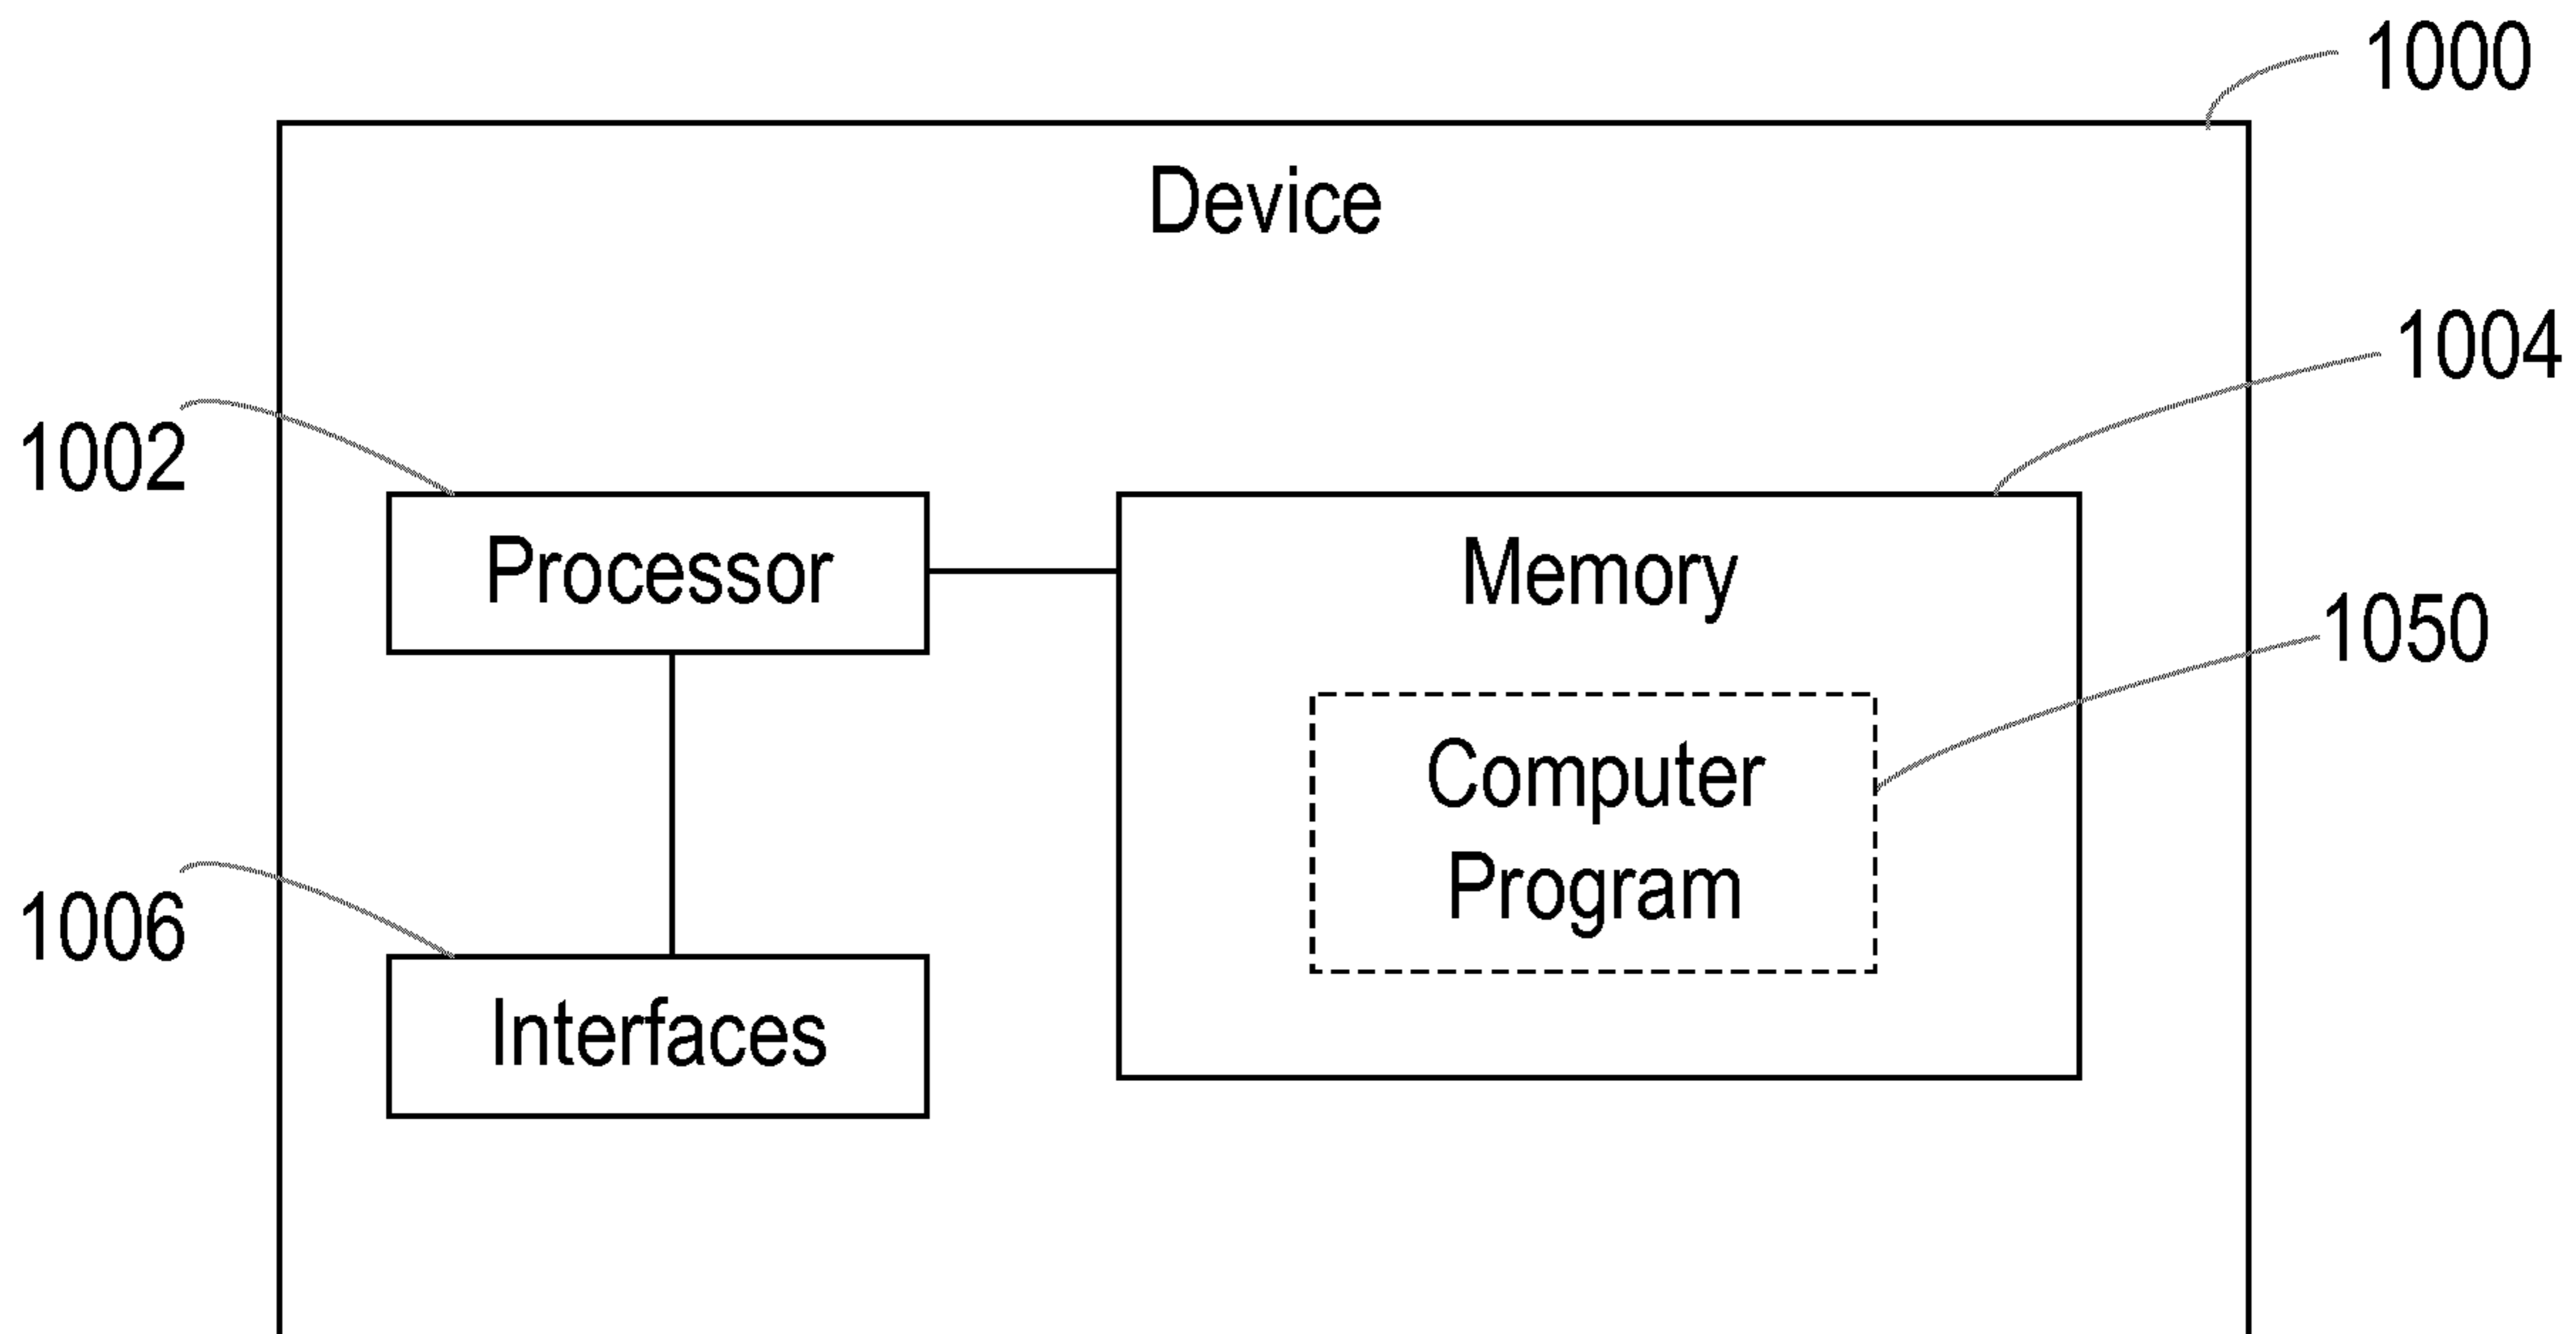 1000
Device
1004
1002
Processor
Memory
1050
Computer
Program
1006
Interfaces